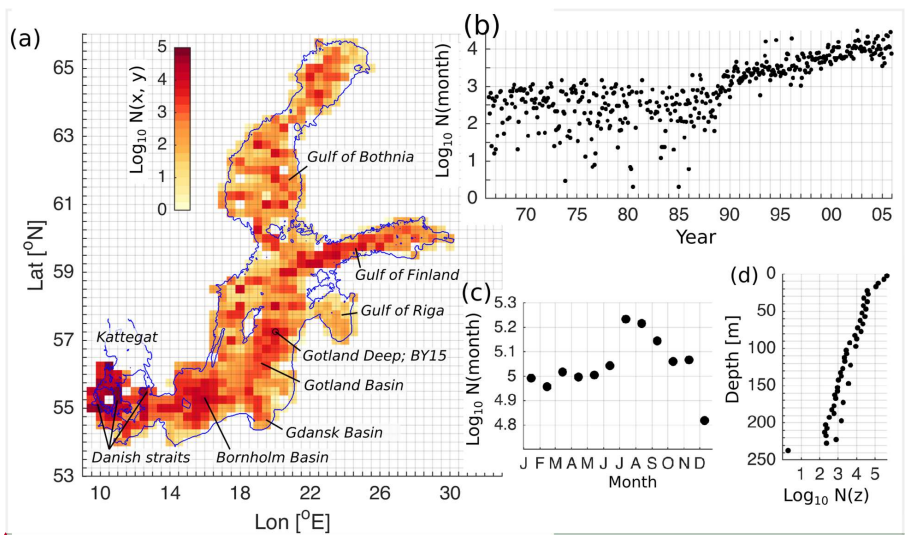 (a)
Log₁₀ N(x, y)
5
4
3
2
1
0
65
63
61
59
57
55
53
Lat [°N]
Gulf of Bothnia
Gulf of Finland
Gulf of Riga
Kattegat
Gotland Deep; BY15
Gotland Basin
Gdansk Basin
Danish straits
Bornholm Basin
10 14 18 22 26 30
Lon [°E]
(b)
Log₁₀ N(month)
4
3
2
1
0
70 75 80 85 90 95 00 05
Year
(c)
Log₁₀ N(month)
5.3
5.2
5.1
5.0
4.9
4.8
J F M A M J J A S O N D
Month
(d)
Depth [m]
0
50
100
150
200
250
1 2 3 4 5
Log₁₀ N(z)